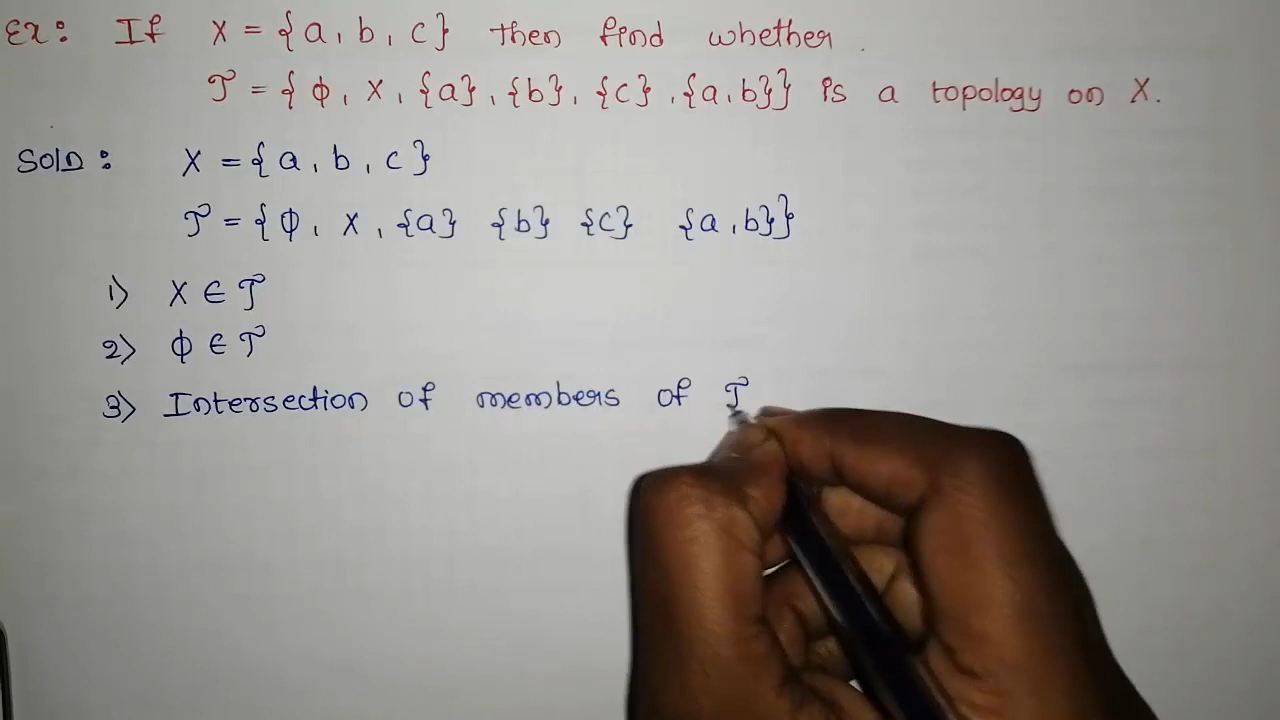 Ex: If X = {a, b, c} then find whether
𝒯 = {ϕ, X, {a}, {b}, {c}, {a, b}} is a topology on X.
Soln: X = {a, b, c}
𝒯 = {ϕ, X, {a} {b} {c} {a, b}}
1) X ∈ 𝒯
2) ϕ ∈ 𝒯
3) Intersection of members of 𝒯